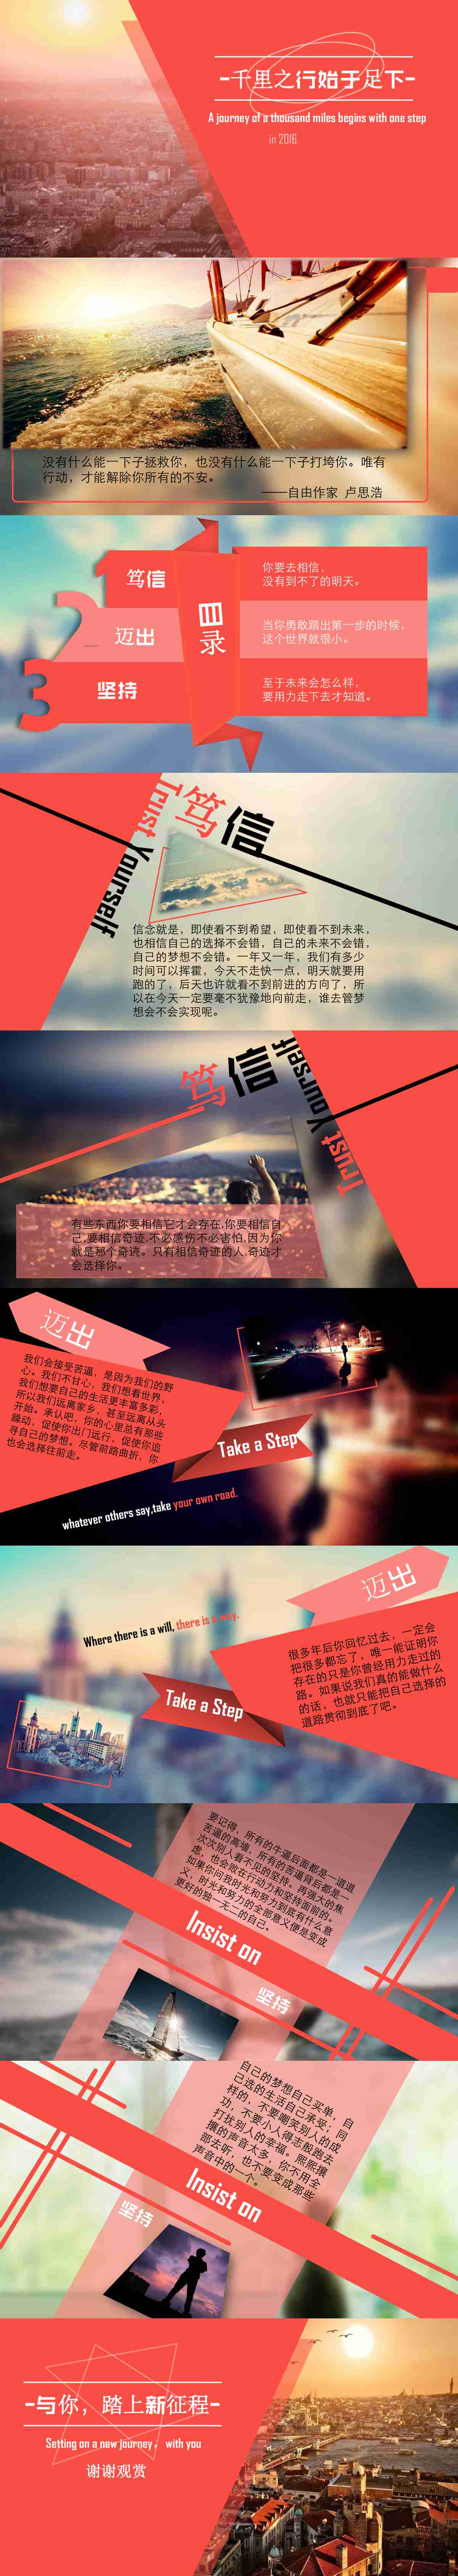 -千里之行始于足下-
A journey of a thousand miles begins with one step
in 2016
没有什么能一下子拯救你，也没有什么能一下子打垮你。唯有
行动，才能解除你所有的不安。
——自由作家 卢思浩
1
笃信
2
迈出
3
坚持
目录
你要去相信，
没有到不了的明天。
当你勇敢踏出第一步的时候，
这个世界就很小。
至于未来会怎么样，
要用力走下去才知道。
Trust Yourself
笃信
信念就是，即使看不到希望，即使看不到未来，
也相信自己的选择不会错，自己的未来不会错，
自己的梦想不会错。一年又一年，我们有多少
时间可以挥霍，今天不走快一点，明天就要用
跑的了，后天也许就看不到前进的方向了，所
以在今天一定要毫不犹豫地向前走，谁去管梦
想会不会实现呢。
笃信
Trust Yourself
有些东西你要相信它才会存在,你要相信自
己,要相信奇迹,不必感伤不必害怕,因为你
就是那个奇迹。只有相信奇迹的人,奇迹才
会选择你。
迈出
我们会接受苦逼，是因为我们的野
心。我们不甘心，我们想看世界，
我们想要自己的生活更丰富多彩，
所以我们远离家乡，甚至远离从头
开始。承认吧，你的心里总有那些
躁动，促使你出门远行，促使你追
寻自己的梦想。尽管前路曲折，你
也会选择往前走。
Take a Step
whatever others say,take your own road.
迈出
Where there is a will, there is a way.
很多年后你回忆过去，一定会
把很多都忘了，唯一能证明你
存在的只是你曾经用力走过的
路。如果说我们真的能做什么
的话，也就只能把自己选择的
道路贯彻到底了吧。
Take a Step
要记得，所有的牛逼后面都是一道道
苦逼的高墙，所有的苦逼背后都是一
次次别人看不见的坚持。再强大的焦
虑，也会败在行动力和坚持面前的。
如果你问我时光和努力到底有什么意
义，时光和努力的全部意义便是变成
更好的独一无二的自己。
Insist on
坚持
自己的梦想自己买单，自
己选的生活自己承受；同
样的，不要嘲笑别人的成
功，不要小人得志般跑去
打扰别人的幸福，熙熙攘
攘的声音太多，你不用全
部去听，也不要变成那些
声音中的一个。
Insist on
坚持
-与你，踏上新征程-
Setting on a new journey，with you
谢谢观赏